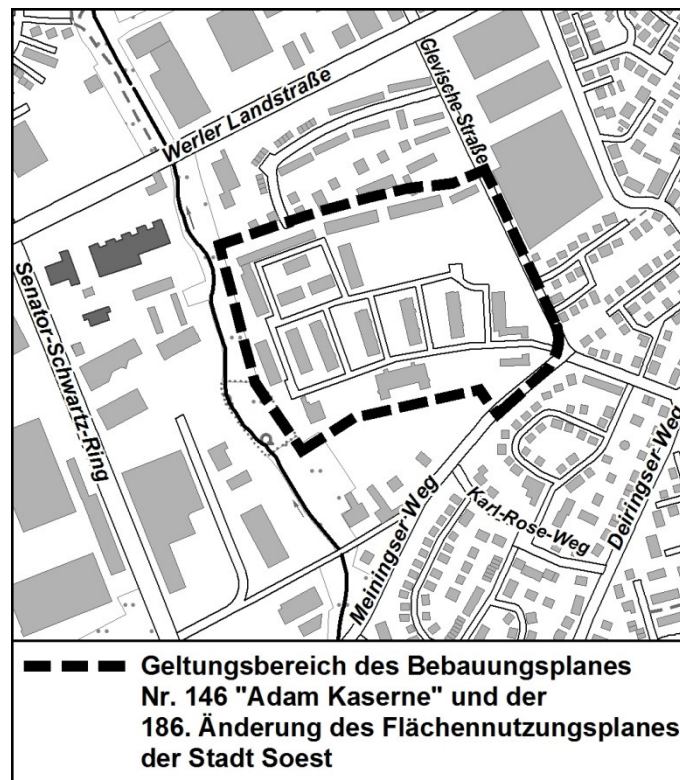 Werler Landstraße
Clevische Straße
Senator-Schwartz-Ring
Meiningser Weg
Karl-Rose-Weg
Deiringser Weg
Geltungsbereich des Bebauungsplanes
Nr. 146 "Adam Kaserne" und der
186. Änderung des Flächennutzungsplanes
der Stadt Soest